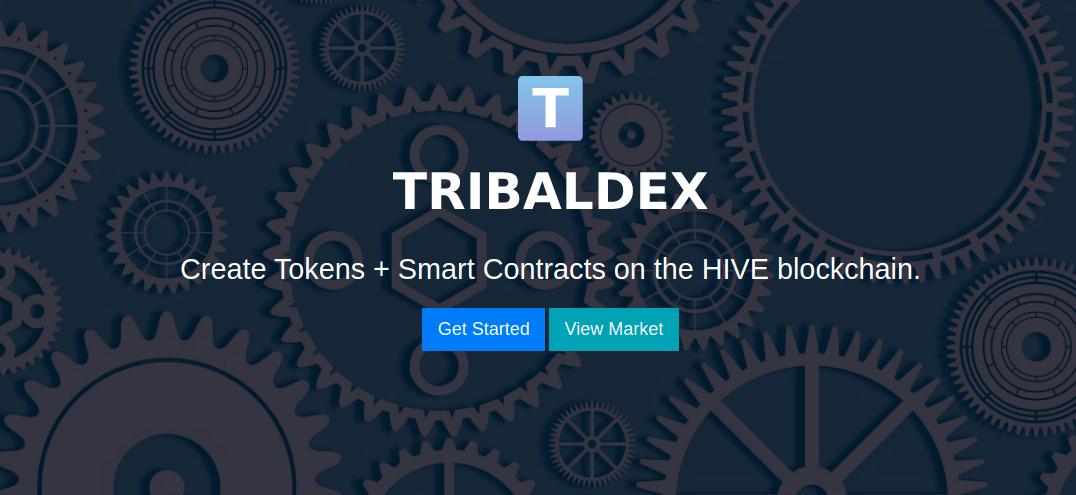 T
TRIBALDEX
Create Tokens + Smart Contracts on the HIVE blockchain.
Get Started View Market